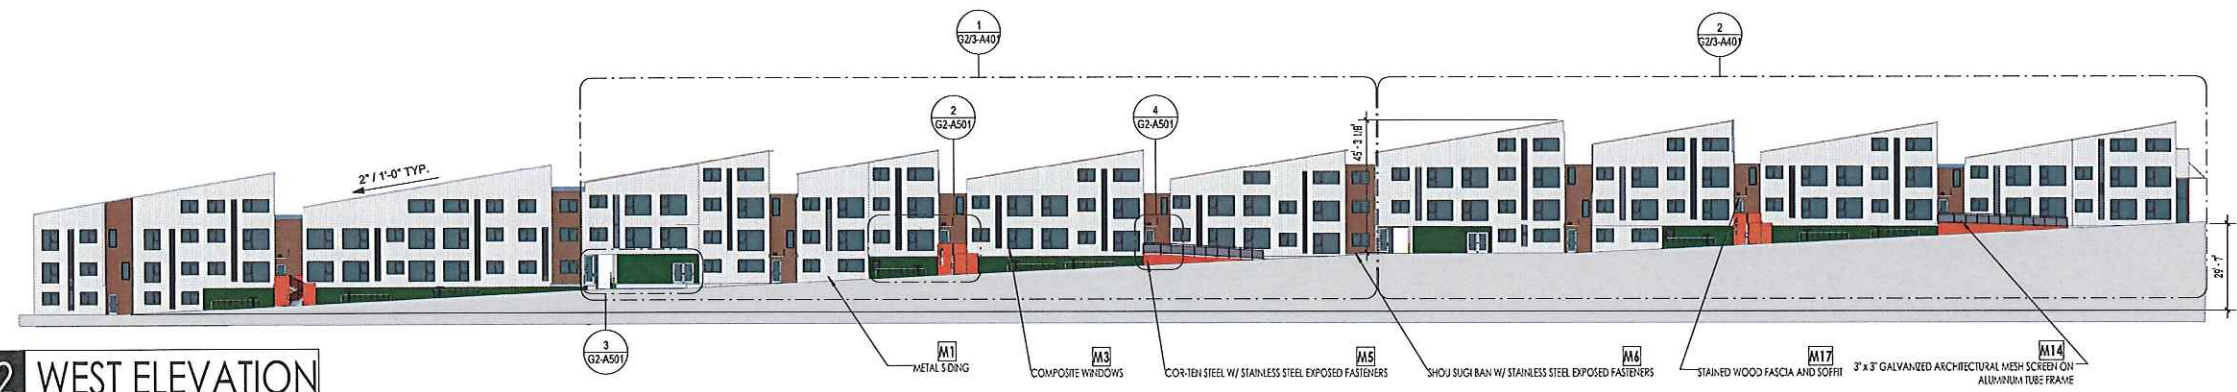 1
G2/3-A401
2
G2/3-A401
2
G2-A501
4
G2-A501
2" / 1'-0" TYP.
45' - 3 1/8"
29' - 7"
3
G2-A501
M1
METAL SIDING
M3
COMPOSITE WINDOWS
M5
COR-TEN STEEL W/ STAINLESS STEEL EXPOSED FASTENERS
M6
SHOU SUGI BAN W/ STAINLESS STEEL EXPOSED FASTENERS
M17
STAINED WOOD FASCIA AND SOFFIT
M14
3" x 3" GALVANIZED ARCHITECTURAL MESH SCREEN ON
ALUMINUM TUBE FRAME
2 WEST ELEVATION